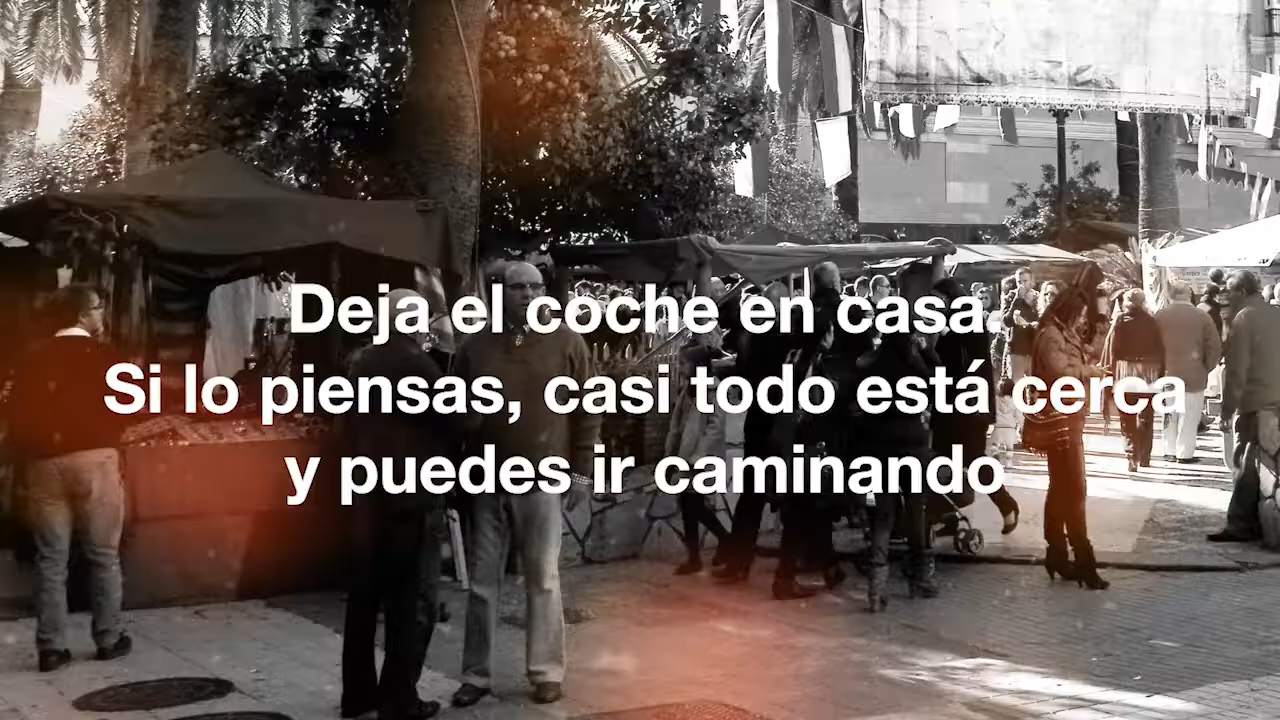 Deja el coche en casa.
Si lo piensas, casi todo está cerca
y puedes ir caminando